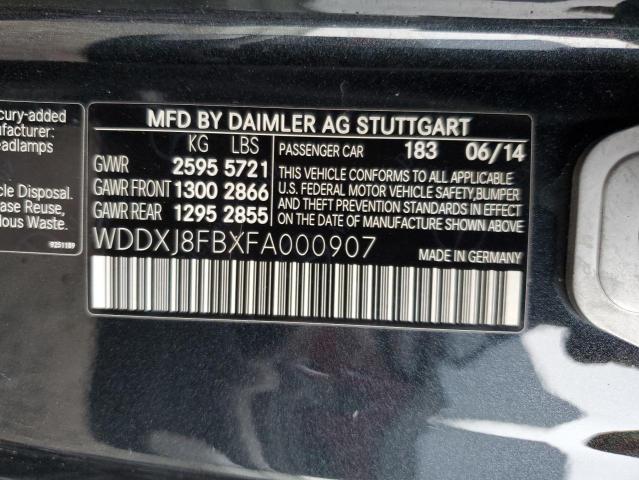 cury-added
nufacturer:
eadlamps
cle Disposal.
ase Reuse,
lous Waste.
9251189
MFD BY DAIMLER AG STUTTGART
KG LBS
GVWR 2595 5721
GAWR FRONT 1300 2866
GAWR REAR 1295 2855
PASSENGER CAR 183 06/14
THIS VEHICLE CONFORMS TO ALL APPLICABLE
U.S. FEDERAL MOTOR VEHICLE SAFETY, BUMPER
AND THEFT PREVENTION STANDARDS IN EFFECT
ON DATE OF MANUFACTURE SHOWN ABOVE.
WDDXJ8FBXFA000907
MADE IN GERMANY